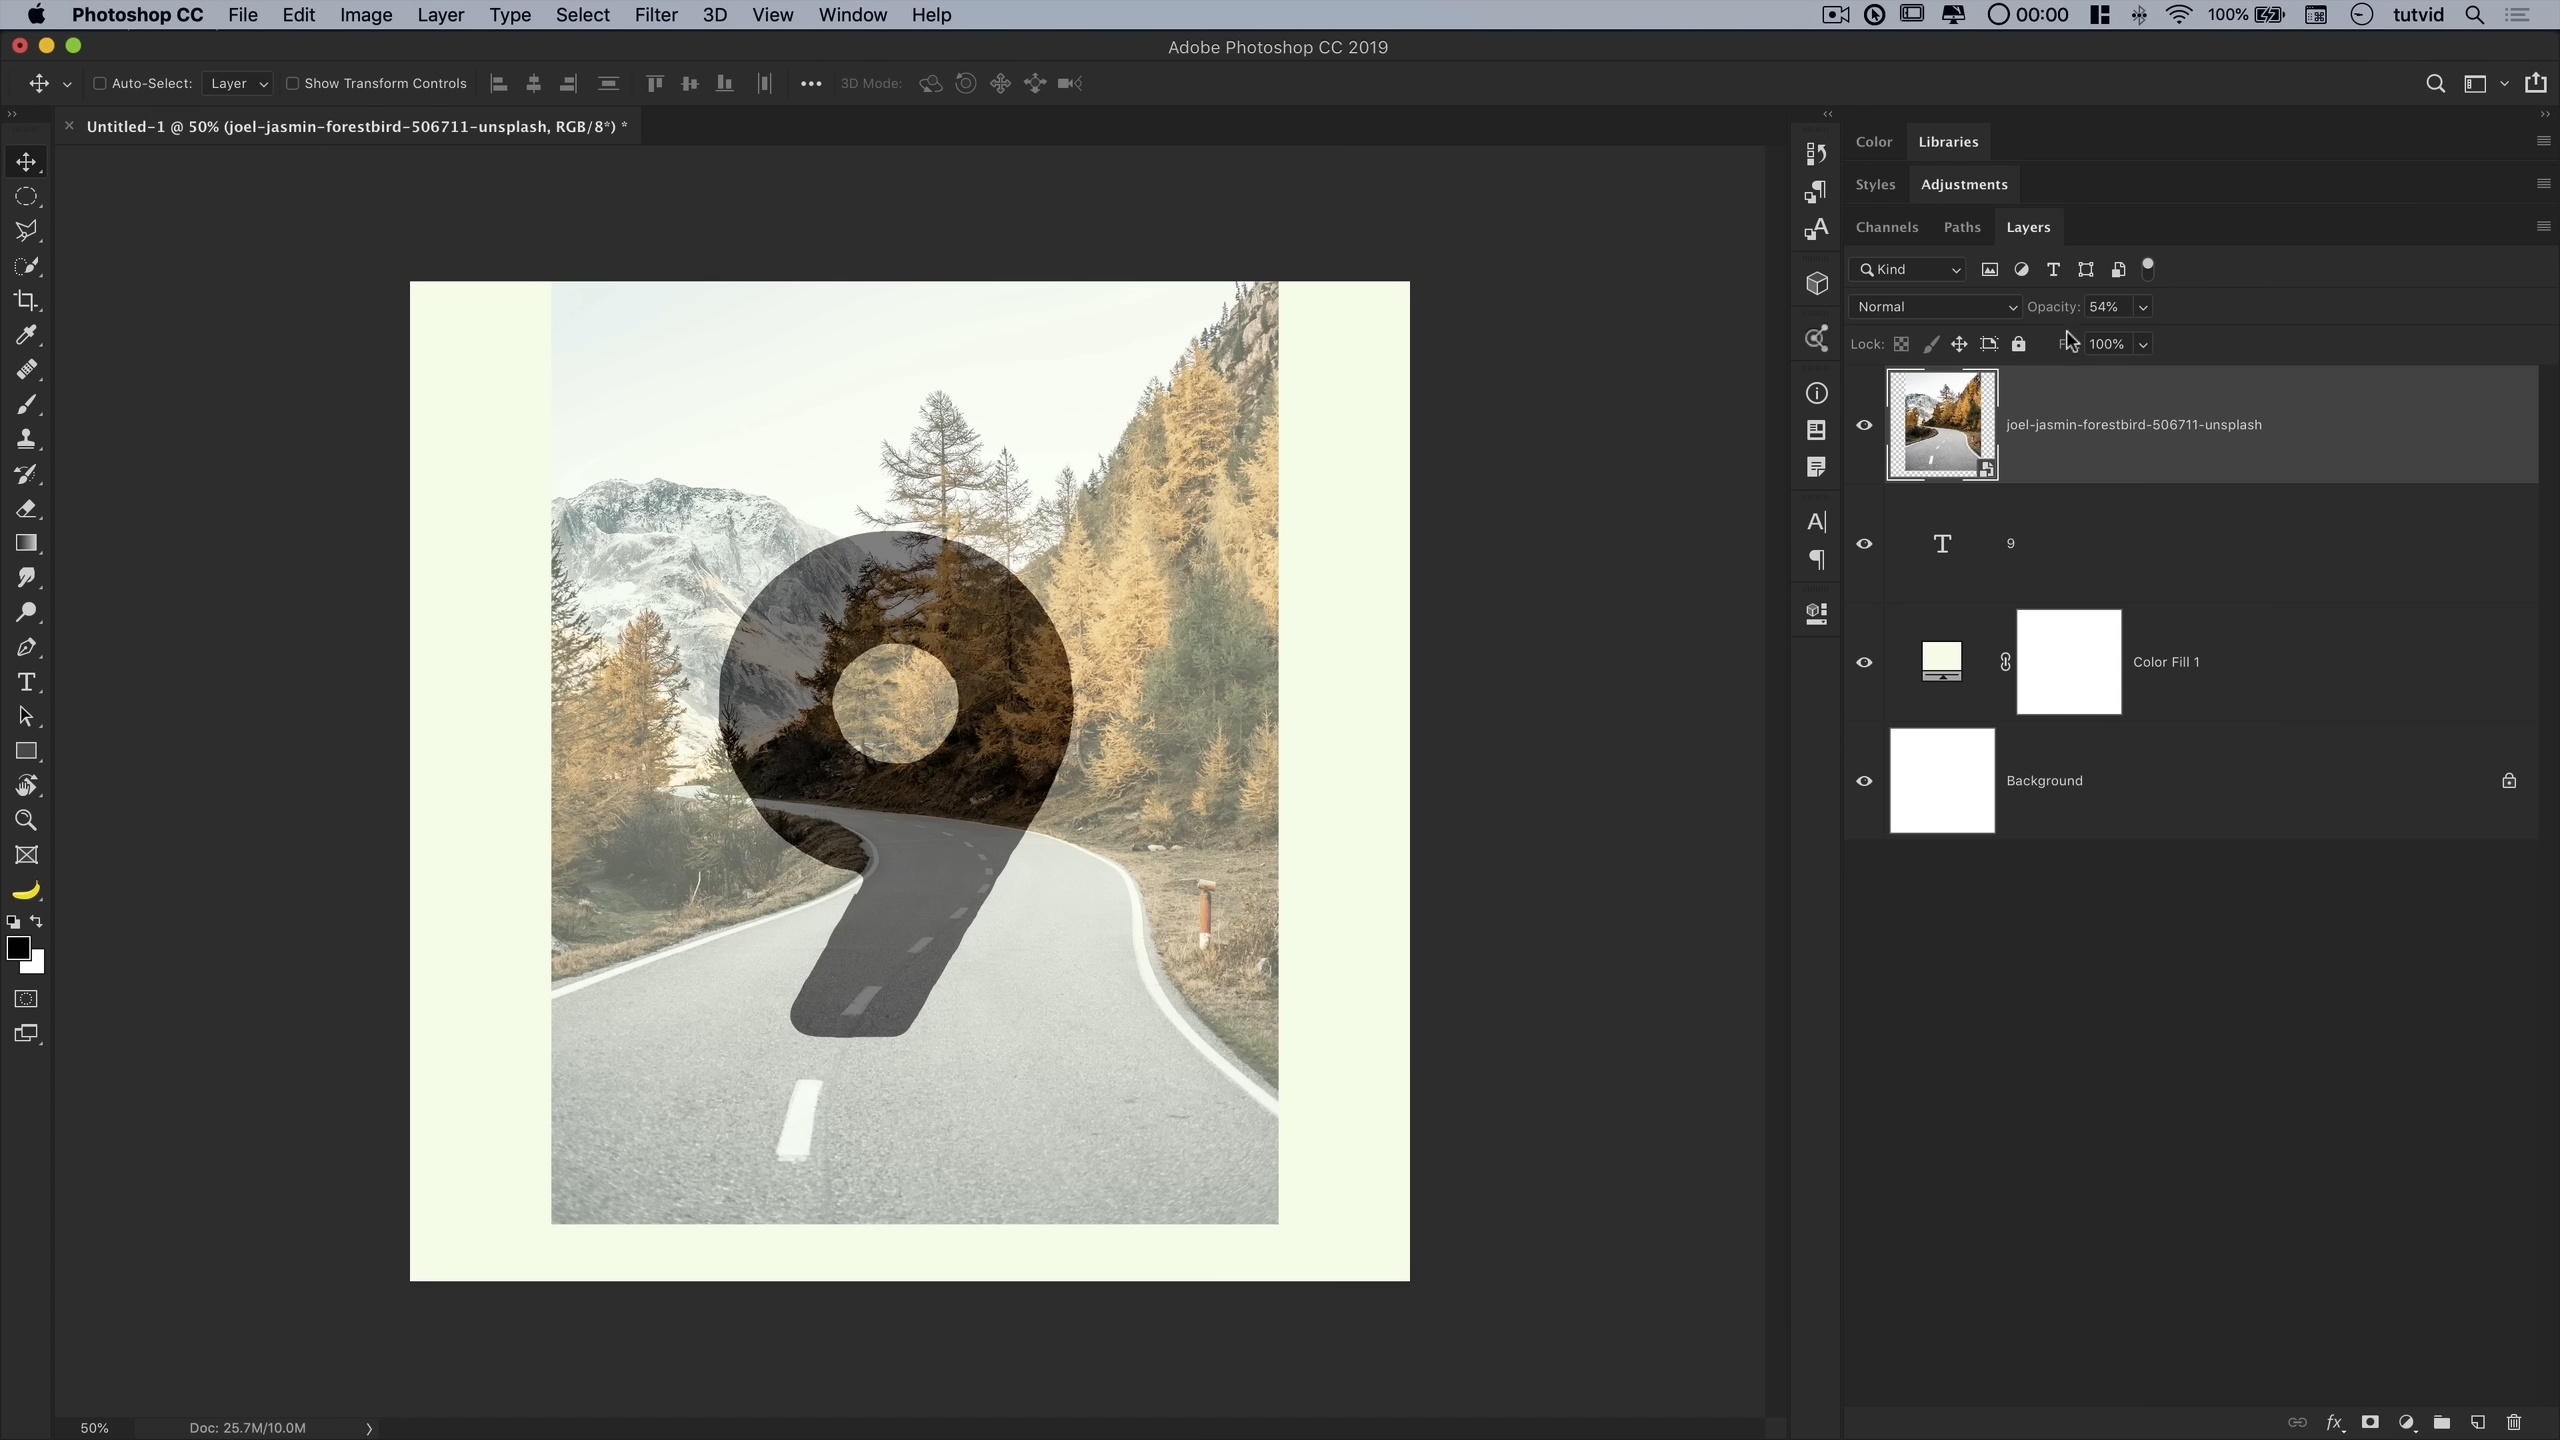 Photoshop CC File Edit Image Layer Type Select Filter 3D View Window Help 00:00 100% tutvid
Adobe Photoshop CC 2019
Auto-Select: Layer Show Transform Controls 3D Mode:
Untitled-1 @ 50% (joel-jasmin-forestbird-506711-unsplash, RGB/8*) *
Color Libraries
Styles Adjustments
Channels Paths Layers
Kind
Normal Opacity: 54%
Lock: 100%
joel-jasmin-forestbird-506711-unsplash
9
Color Fill 1
Background
9
50% Doc: 25.7M/10.0M